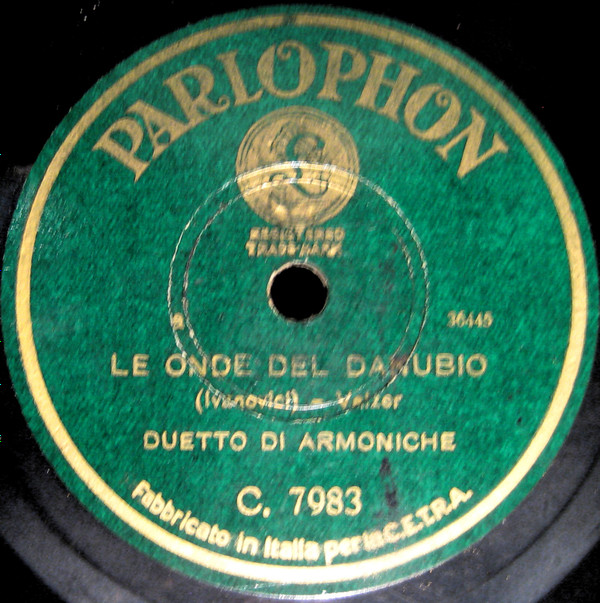 PARLOPHON
REGISTERED
TRADE-MARK
36445
LE ONDE DEL DANUBIO
(Ivanovici) - Valzer
DUETTO DI ARMONICHE
C. 7983
Fabbricato in Italia per la C.E.T.R.A.